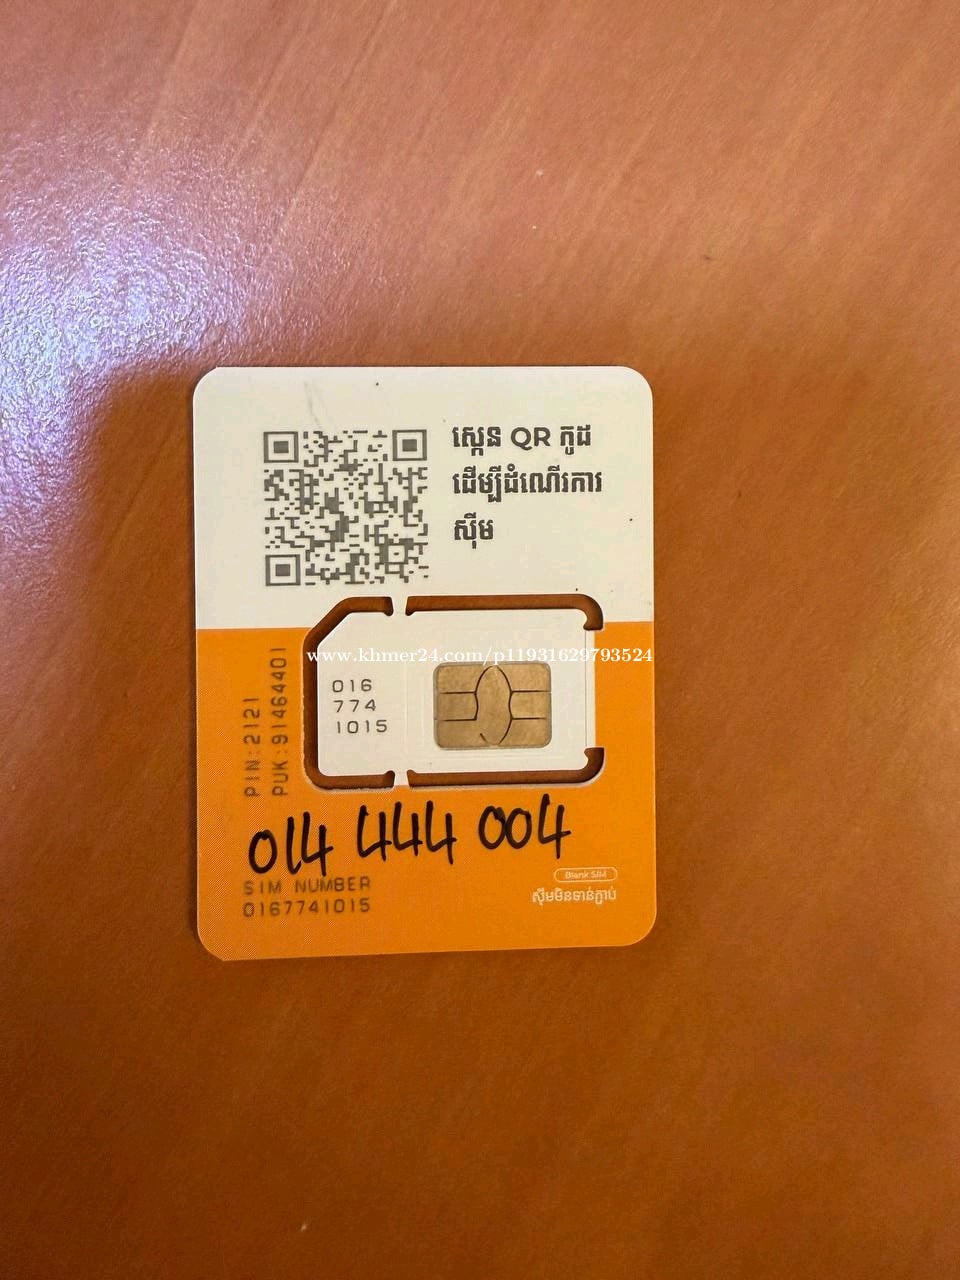 ស្កេន QR កូដ
ដើម្បីដំណើរការ
ស៊ីម
www.khmer24.com/p11931629793524
016
774
1015
PIN:2121
PUK:91464401
014 444 004
SIM NUMBER
0167741015
Blank SIM
ស៊ីមមិនទាន់ភ្ជាប់